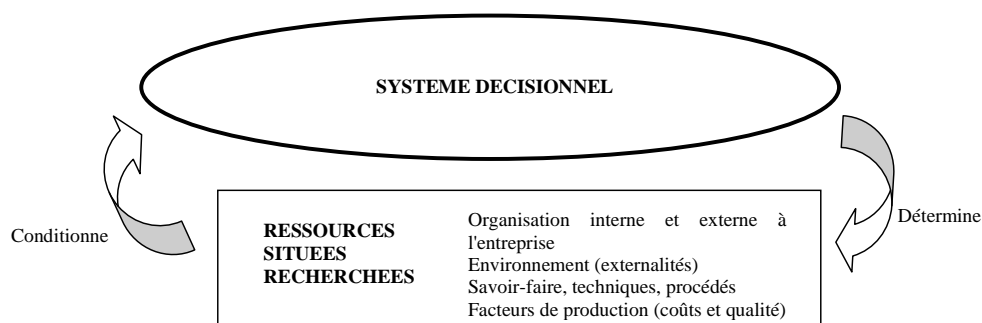 SYSTEME DECISIONNEL
Conditionne
RESSOURCES
SITUEES
RECHERCHEES
Organisation interne et externe à
l'entreprise
Environnement (externalités)
Savoir-faire, techniques, procédés
Facteurs de production (coûts et qualité)
Détermine